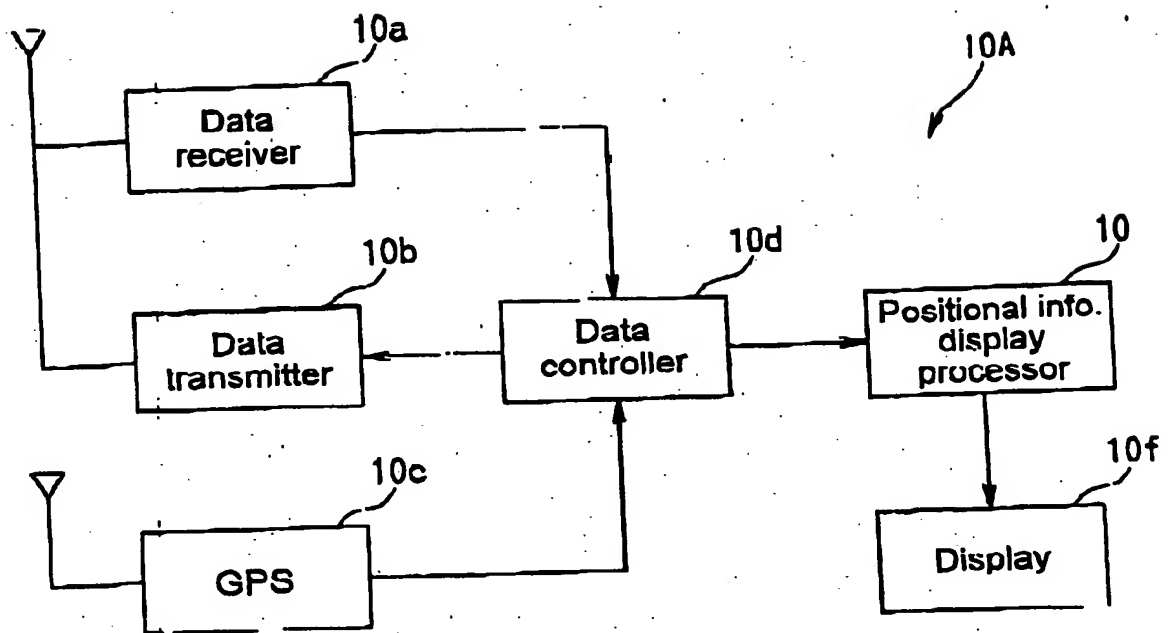 10a
10A
Data
receiver
10b
10d
10
Data
transmitter
Data
controller
Positional info.
display
processor
10c
10f
GPS
Display